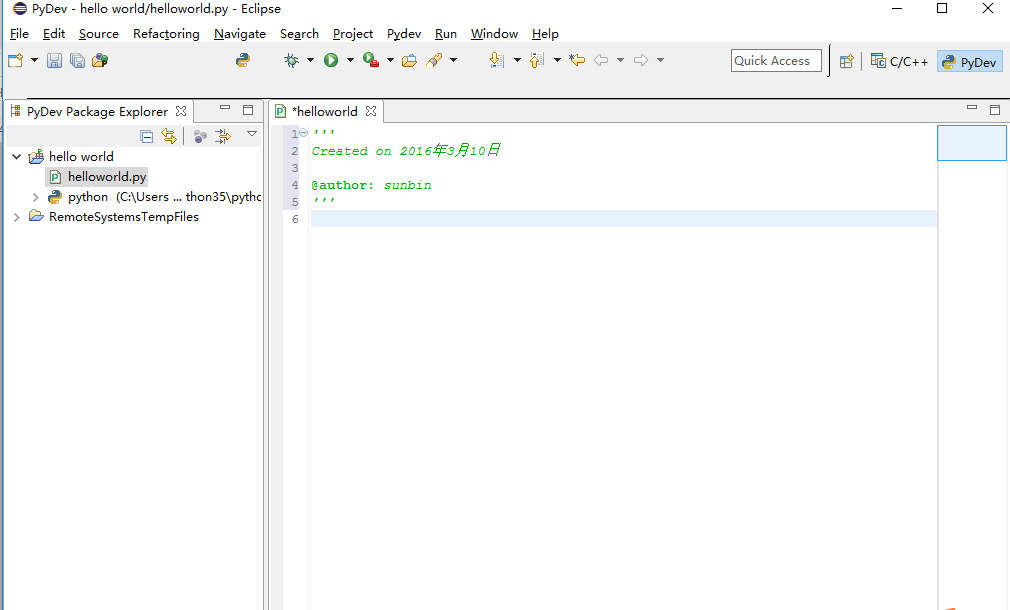 PyDev - hello world/helloworld.py - Eclipse
File Edit Source Refactoring Navigate Search Project Pydev Run Window Help
Quick Access C/C++ PyDev
PyDev Package Explorer
*helloworld
hello world
helloworld.py
python (C:\Users ... thon35\pythc
RemoteSystemsTempFiles
1 '''
2 Created on 2016年3月10日
3
4 @author: sunbin
5 '''
6